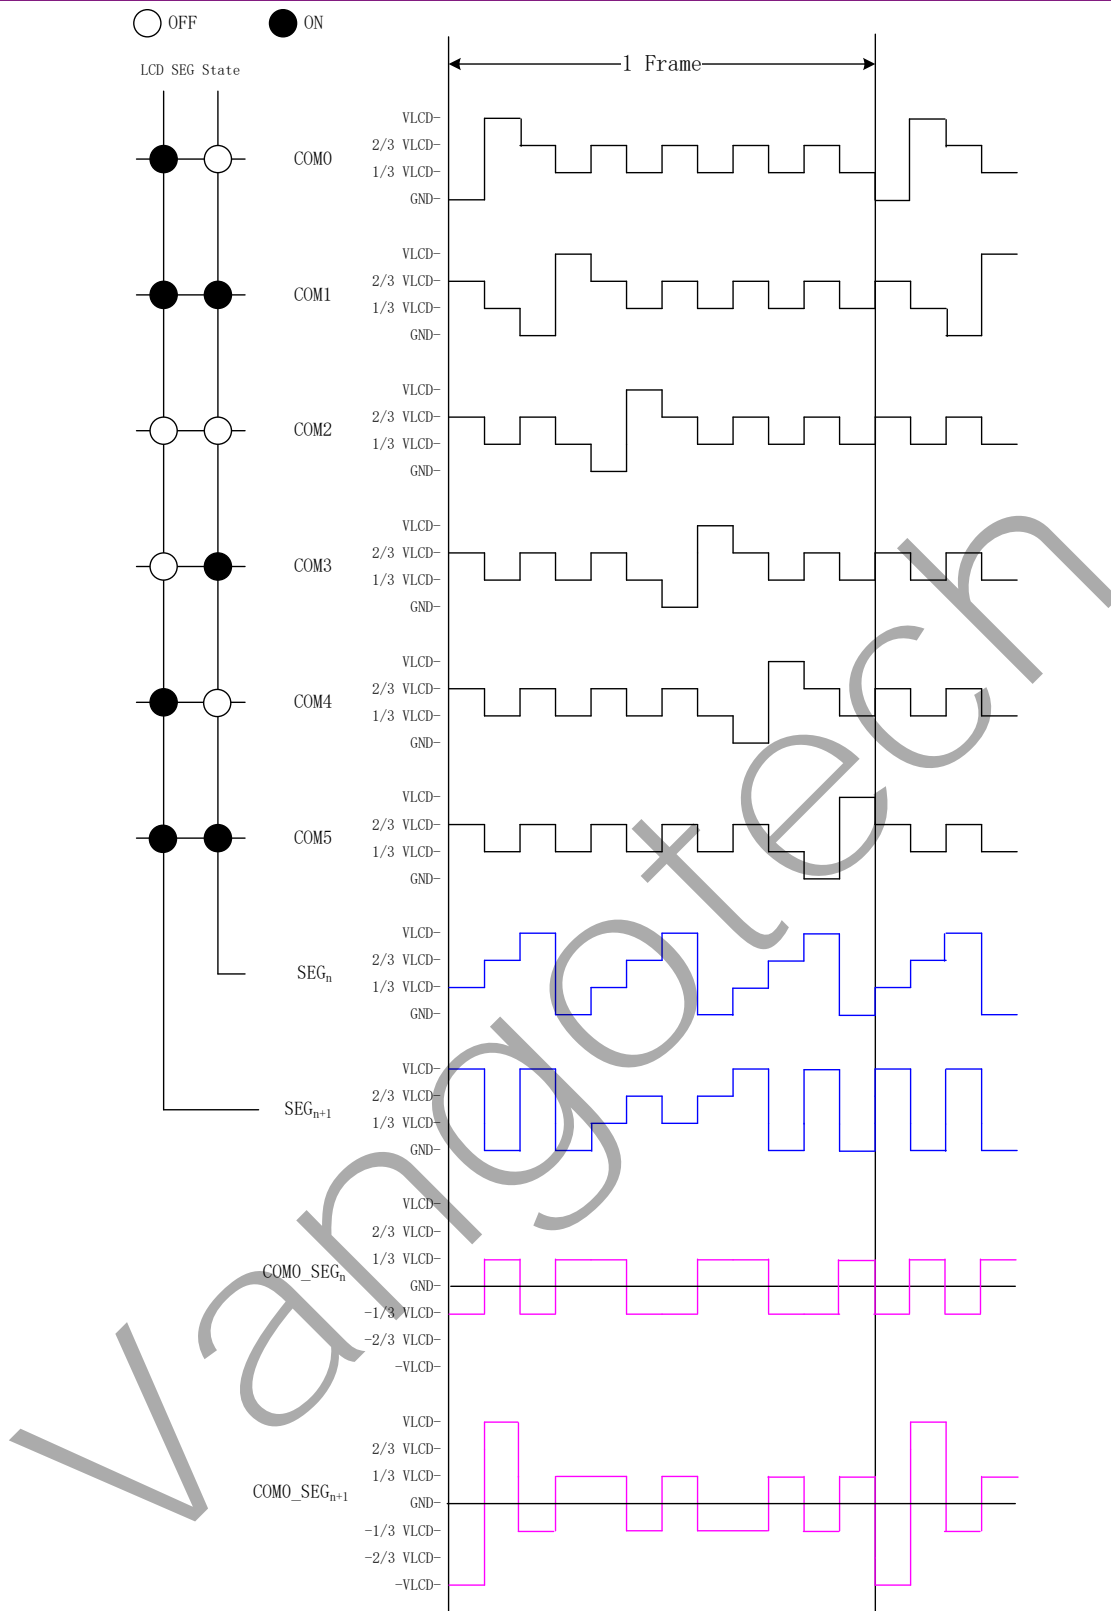 OFF ON
LCD SEG State
1 Frame
VLCD-
2/3 VLCD-
COM0
1/3 VLCD-
GND-
VLCD-
2/3 VLCD-
COM1
1/3 VLCD-
GND-
VLCD-
2/3 VLCD-
COM2
1/3 VLCD-
GND-
VLCD-
2/3 VLCD-
COM3
1/3 VLCD-
GND-
VLCD-
2/3 VLCD-
COM4
1/3 VLCD-
GND-
VLCD-
2/3 VLCD-
COM5
1/3 VLCD-
GND-
VLCD-
2/3 VLCD-
SEGn
1/3 VLCD-
GND-
VLCD-
2/3 VLCD-
SEGn+1
1/3 VLCD-
GND-
VLCD-
2/3 VLCD-
1/3 VLCD-
COM0_SEGn
GND-
-1/3 VLCD-
-2/3 VLCD-
-VLCD-
VLCD-
2/3 VLCD-
1/3 VLCD-
COM0_SEGn+1
GND-
-1/3 VLCD-
-2/3 VLCD-
-VLCD-
Vangotech